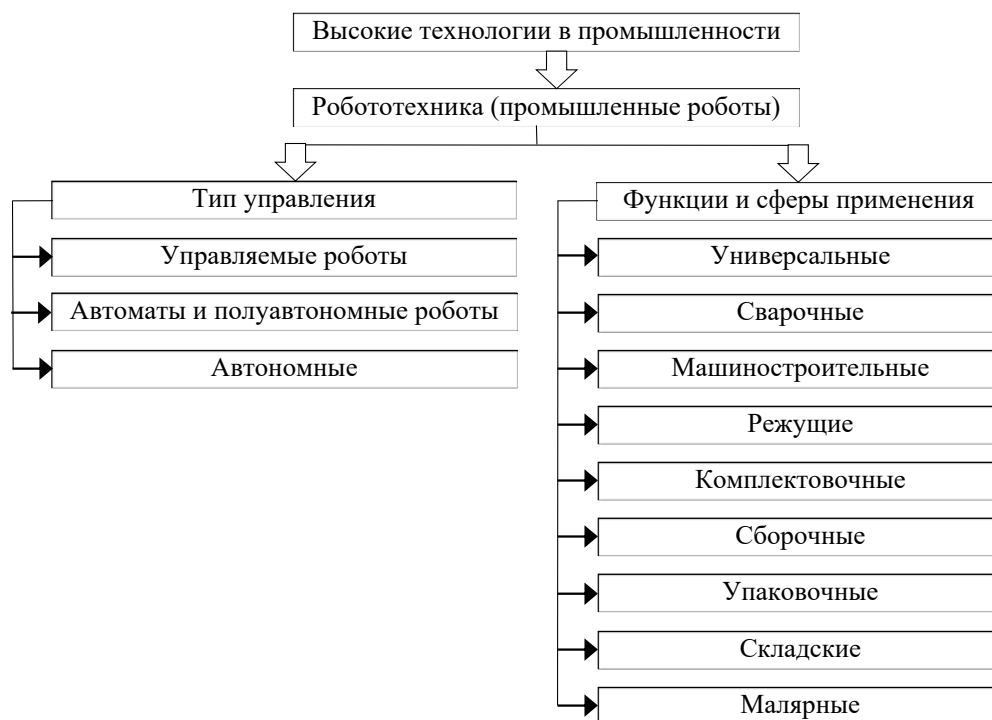 Высокие технологии в промышленности
Робототехника (промышленные роботы)
Тип управления
Управляемые роботы
Автоматы и полуавтономные роботы
Автономные
Функции и сферы применения
Универсальные
Сварочные
Машиностроительные
Режущие
Комплектовочные
Сборочные
Упаковочные
Складские
Малярные